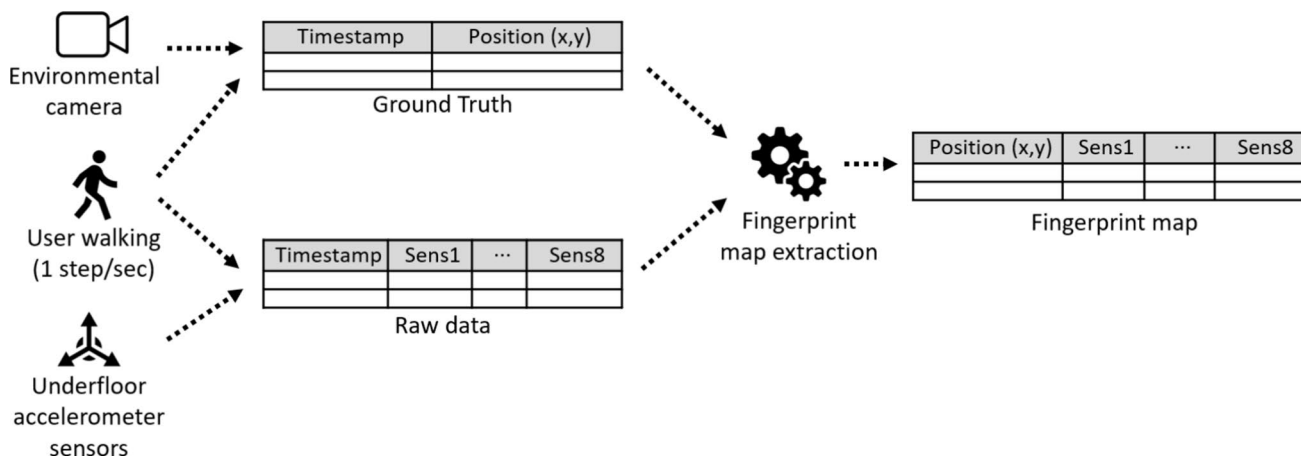 Environmental
camera
User walking
(1 step/sec)
Underfloor
accelerometer
sensors
Timestamp Position (x,y)
Ground Truth
Timestamp Sens1 ... Sens8
Raw data
Fingerprint
map extraction
Position (x,y) Sens1 ... Sens8
Fingerprint map